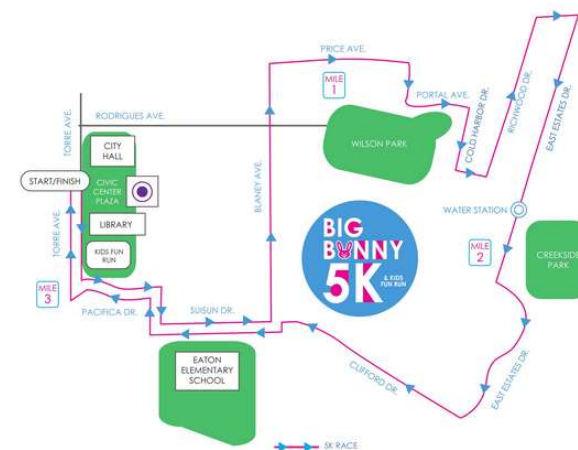 PRICE AVE.
MILE
1
PORTAL AVE.
COLD HARBOR DR.
RICHWOOD DR.
EAST ESTATES DR.
RODRIGUES AVE.
TORRE AVE.
CITY
HALL
WILSON PARK
START/FINISH
CIVIC
CENTER
PLAZA
BLANEY AVE.
LIBRARY
TORRE AVE.
KIDS FUN
RUN
WATER STATION
BIG
BUNNY
5K
& KIDS
FUN RUN
MILE
2
CREEKSIDE
PARK
MILE
3
PACIFICA DR.
SUISUN DR.
EATON
ELEMENTARY
SCHOOL
CLIFFORD DR.
EAST ESTATES DR.
5K RACE